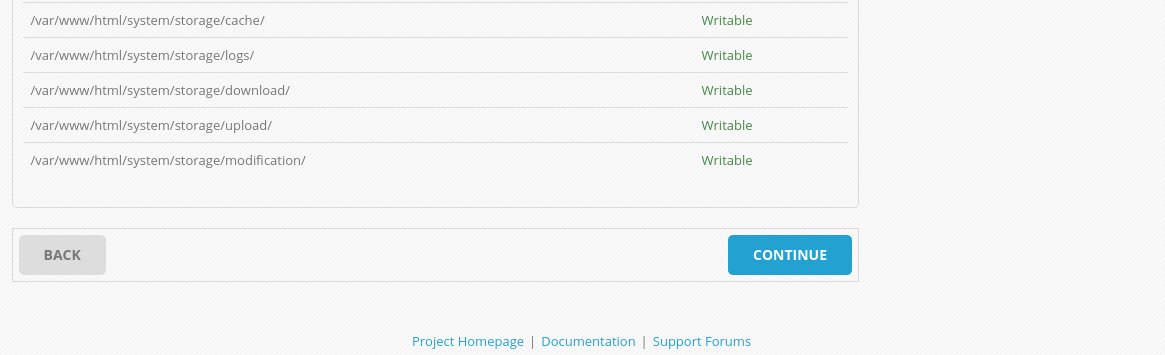 /var/www/html/system/storage/cache/ Writable
/var/www/html/system/storage/logs/ Writable
/var/www/html/system/storage/download/ Writable
/var/www/html/system/storage/upload/ Writable
/var/www/html/system/storage/modification/ Writable
BACK CONTINUE
Project Homepage | Documentation | Support Forums